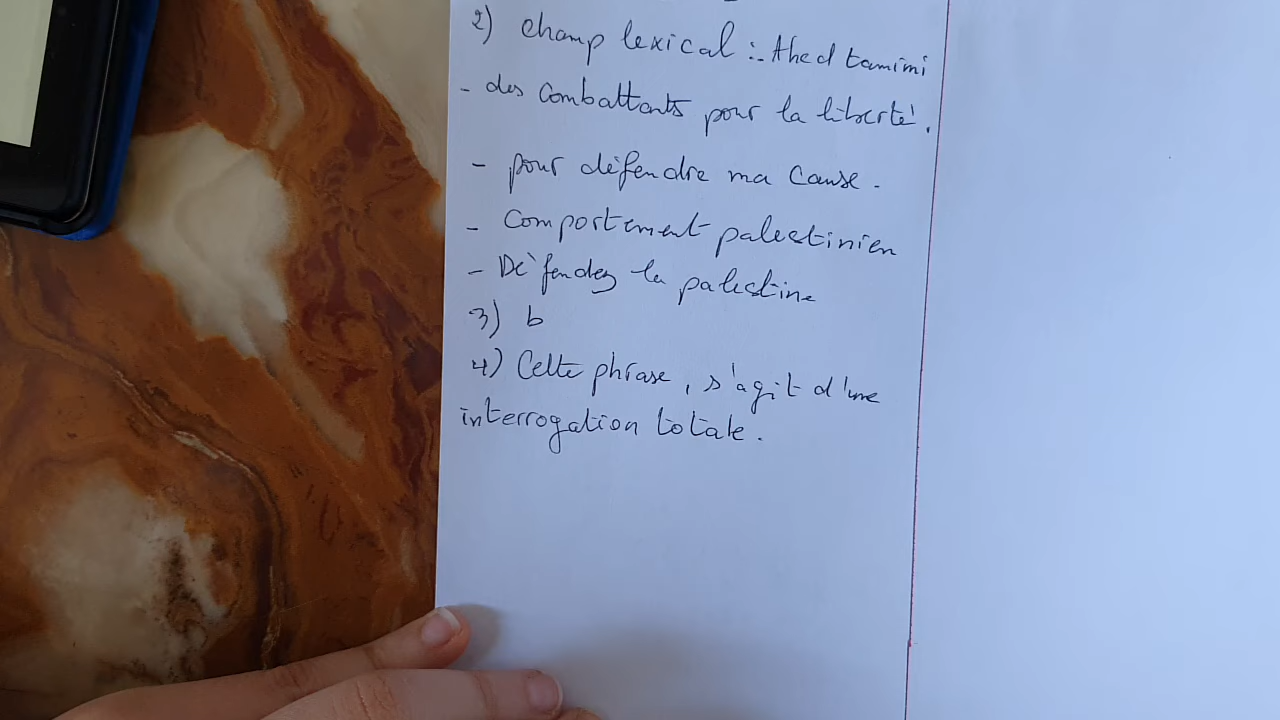 2) champ lexical :- Ahed tamimi
- des combattants pour la liberté.
- pour défendre ma cause.
- comportement palestinien
- Défendez la palestine
3) b
4) Cette phrase, s'agit d'une
interrogation totale.